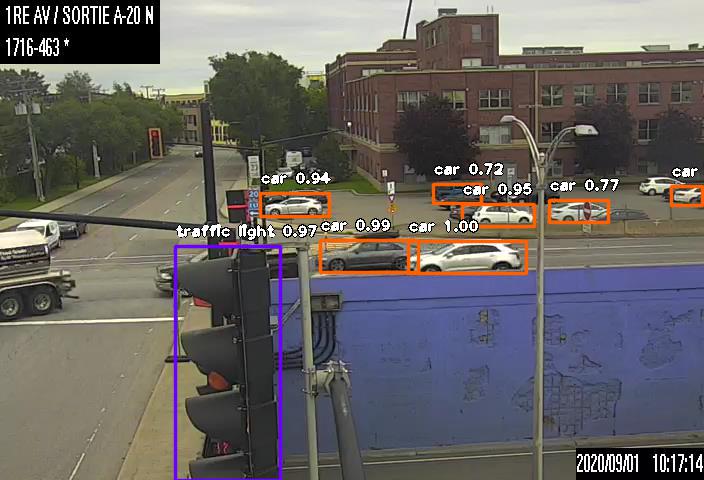 1RE AV / SORTIE A-20 N
1716-463 *
car 0.94
car 0.72
car 0.95
car 0.77
car
traffic light 0.97
car 0.99
car 1.00
20
2020/09/01 10:17:14